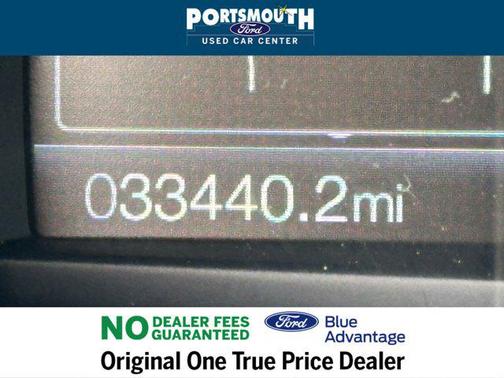 PORTSMOUTH
Ford
USED CAR CENTER
033440.2mi
NO DEALER FEES
GUARANTEED
Ford
Blue
Advantage
Original One True Price Dealer